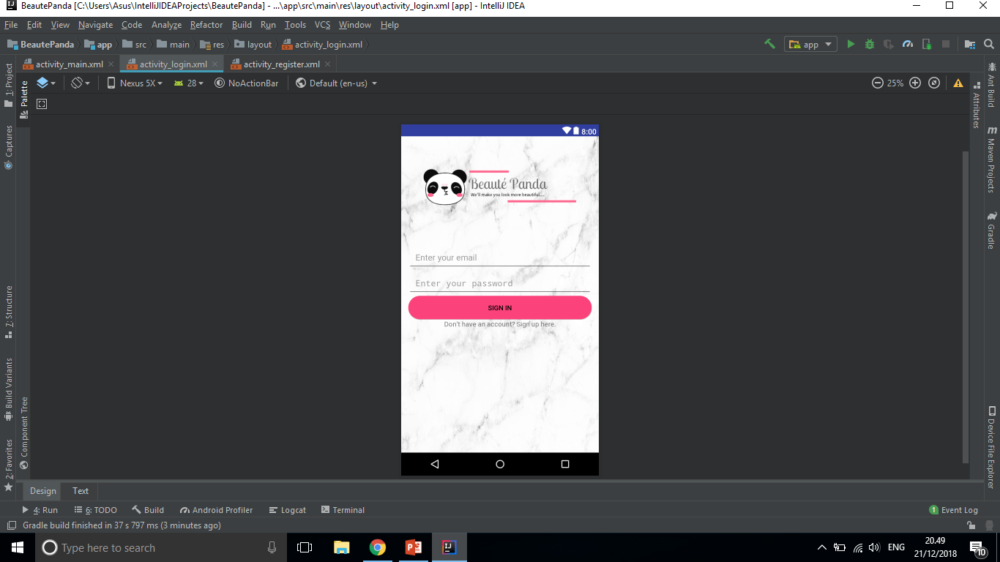 BeautePanda [C:\Users\Asus\IntelliJIDEAProjects\BeautePanda] - ...\app\src\main\res\layout\activity_login.xml [app] - IntelliJ IDEA
File Edit View Navigate Code Analyze Refactor Build Run Tools VCS Window Help
BeautePanda app src main res layout activity_login.xml app
activity_main.xml activity_login.xml activity_register.xml
Nexus 5X 28 NoActionBar Default (en-us) 25%
1: Project
Captures
7: Structure
Build Variants
2: Favorites
Palette
Component Tree
8:00
Beauté Panda
We'll make you look more beautiful....
Enter your email
Enter your password
SIGN IN
Don't have an account? Sign up here.
Attributes
Ant Build
m Maven Projects
Gradle
Device File Explorer
Design Text
4: Run 6: TODO Build Android Profiler Logcat Terminal 1 Event Log
Gradle build finished in 37 s 797 ms (3 minutes ago)
Type here to search ENG 20.49
21/12/2018 10